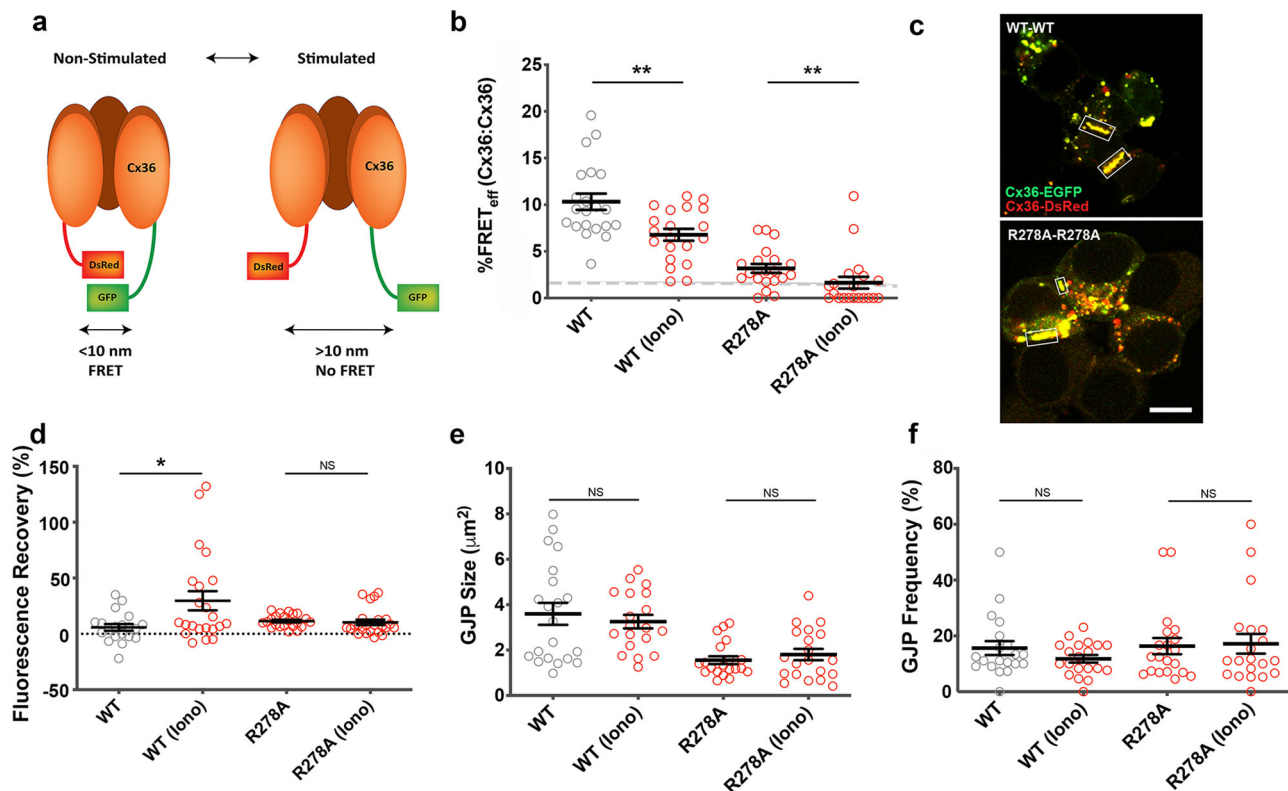 a
Non-Stimulated
Stimulated
Cx36
Cx36
DsRed
GFP
DsRed
GFP
<10 nm
FRET
>10 nm
No FRET
b
%FRETeff (Cx36:Cx36)
25
20
15
10
5
0
**
**
WT
WT (Iono)
R278A
R278A (Iono)
c
WT-WT
Cx36-EGFP
Cx36-DsRed
R278A-R278A
d
Fluorescence Recovery (%)
150
100
50
0
-50
*
NS
WT
WT (Iono)
R278A
R278A (Iono)
e
GJP Size (μm²)
10
8
6
4
2
0
NS
NS
WT
WT (Iono)
R278A
R278A (Iono)
f
GJP Frequency (%)
80
60
40
20
0
NS
NS
WT
WT (Iono)
R278A
R278A (Iono)